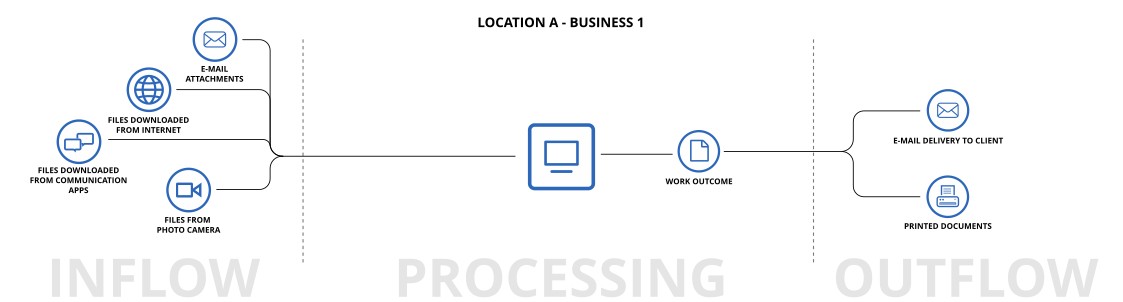 LOCATION A - BUSINESS 1
E-MAIL
ATTACHMENTS
FILES DOWNLOADED
FROM INTERNET
FILES DOWNLOADED
FROM COMMUNICATION
APPS
FILES FROM
PHOTO CAMERA
WORK OUTCOME
E-MAIL DELIVERY TO CLIENT
PRINTED DOCUMENTS
INFLOW
PROCESSING
OUTFLOW